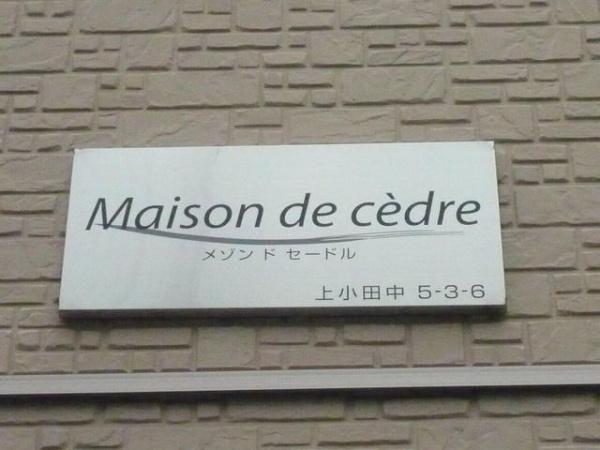 Maison de cèdre
メゾン ド セードル
上小田中 5-3-6